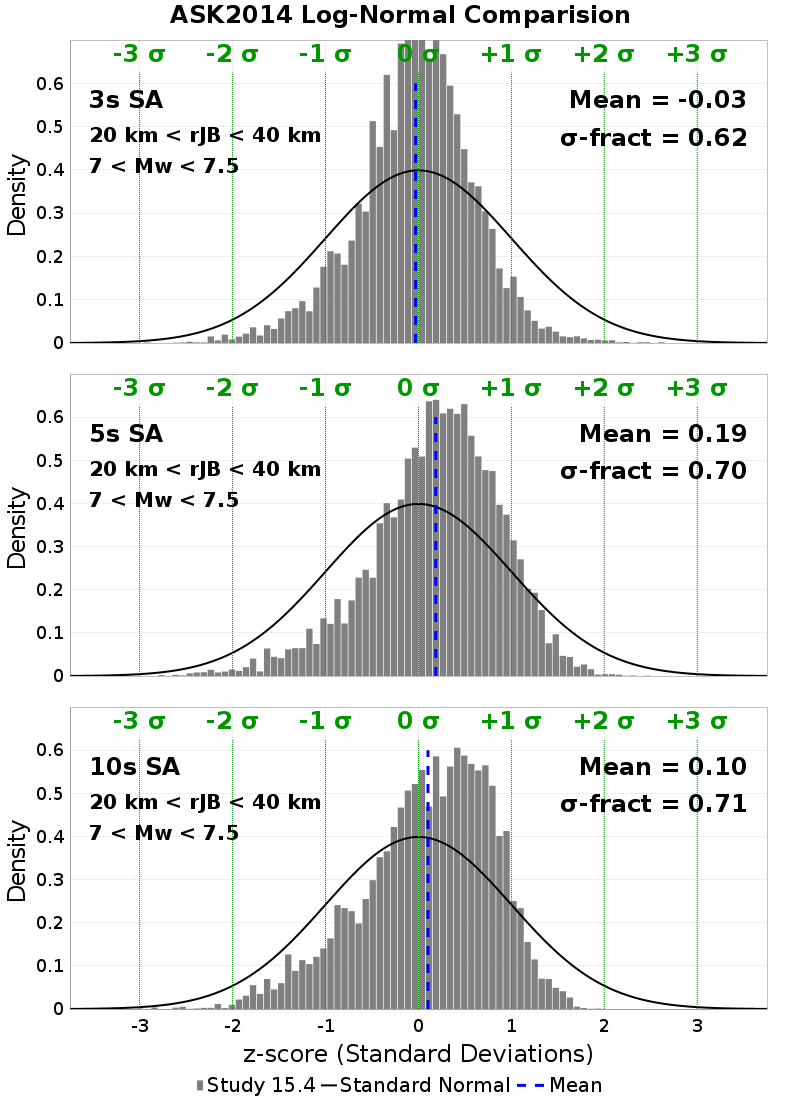 ASK2014 Log-Normal Comparision
-3 σ -2 σ -1 σ 0 σ +1 σ +2 σ +3 σ
3s SA
20 km < rJB < 40 km
7 < Mw < 7.5
Mean = -0.03
σ-fract = 0.62
Density
0.6
0.5
0.4
0.3
0.2
0.1
0
-3 σ -2 σ -1 σ 0 σ +1 σ +2 σ +3 σ
5s SA
20 km < rJB < 40 km
7 < Mw < 7.5
Mean = 0.19
σ-fract = 0.70
Density
0.6
0.5
0.4
0.3
0.2
0.1
0
-3 σ -2 σ -1 σ 0 σ +1 σ +2 σ +3 σ
10s SA
20 km < rJB < 40 km
7 < Mw < 7.5
Mean = 0.10
σ-fract = 0.71
Density
0.6
0.5
0.4
0.3
0.2
0.1
0
-3 -2 -1 0 1 2 3
z-score (Standard Deviations)
Study 15.4 Standard Normal Mean